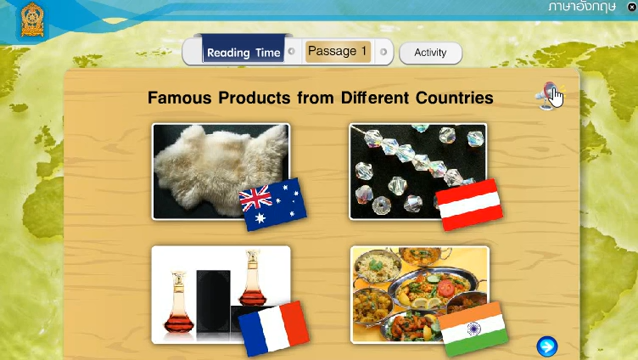 ภาษาอังกฤษ
Reading Time
Passage 1
Activity
Famous Products from Different Countries